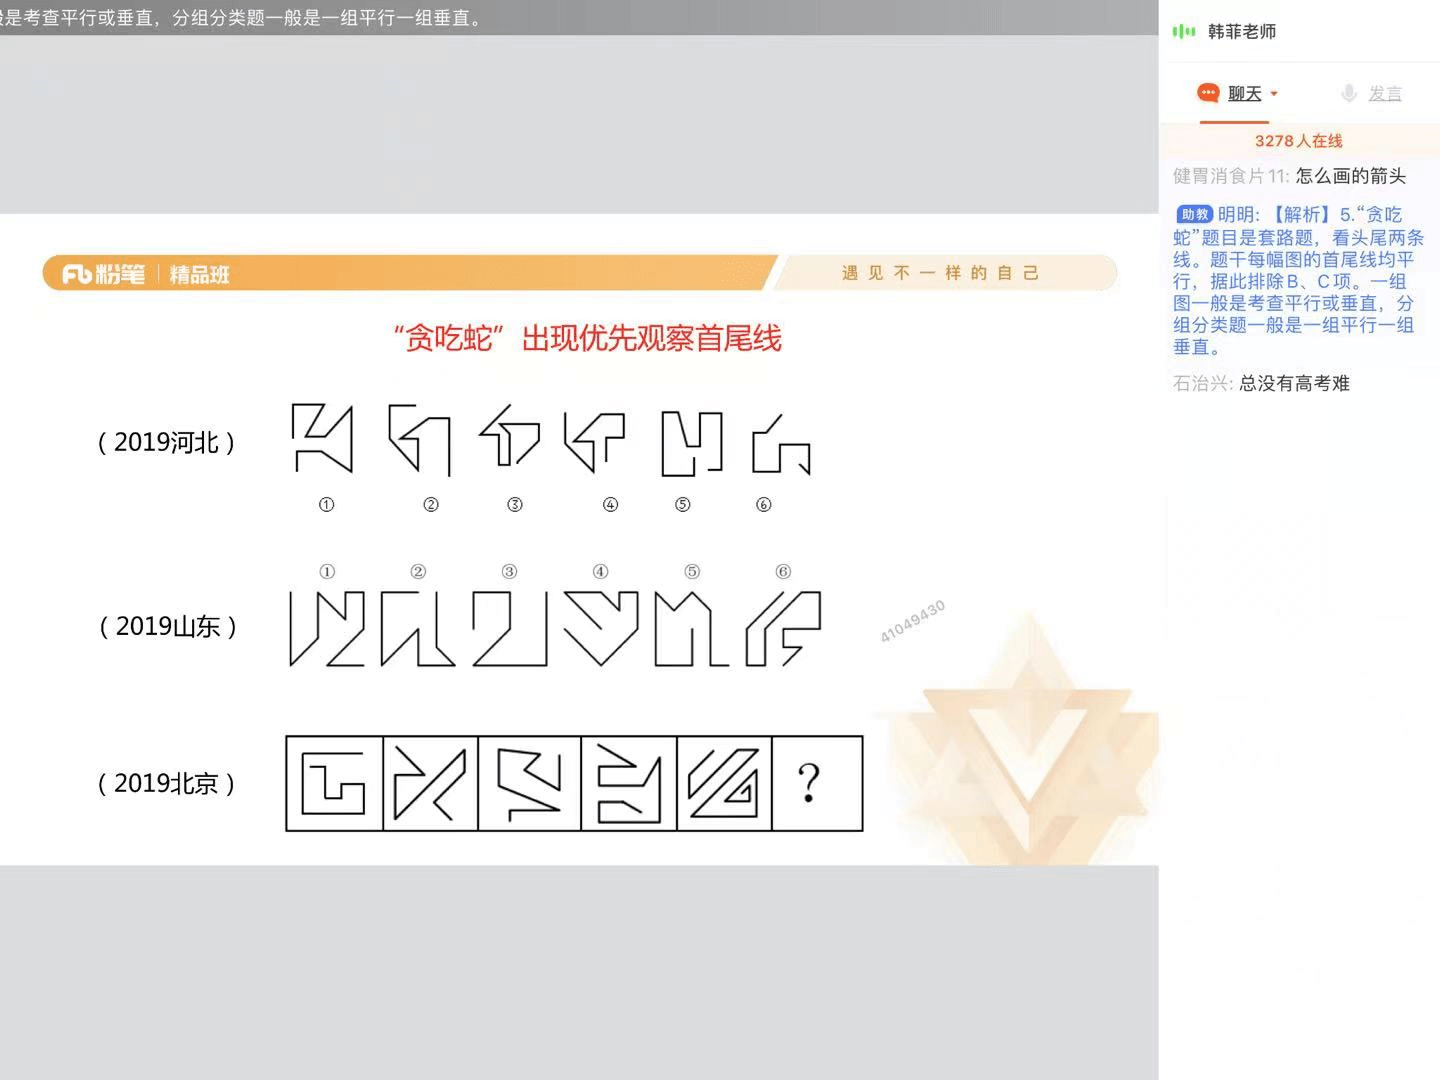 是考查平行或垂直，分组分类题一般是一组平行一组垂直。
韩菲老师
聊天
发言
3278人在线
健胃消食片11: 怎么画的箭头
助教 明明: 【解析】5.“贪吃
蛇”题目是套路题，看头尾两条
线。题干每幅图的首尾线均平
行，据此排除B、C项。一组
图一般是考查平行或垂直，分
组分类题一般是一组平行一组
垂直。
石治兴: 总没有高考难
粉笔 精品班
遇见不一样的自己
“贪吃蛇” 出现优先观察首尾线
（2019河北）
① ② ③ ④ ⑤ ⑥
① ② ③ ④ ⑤ ⑥
（2019山东）
41049430
（2019北京）
?